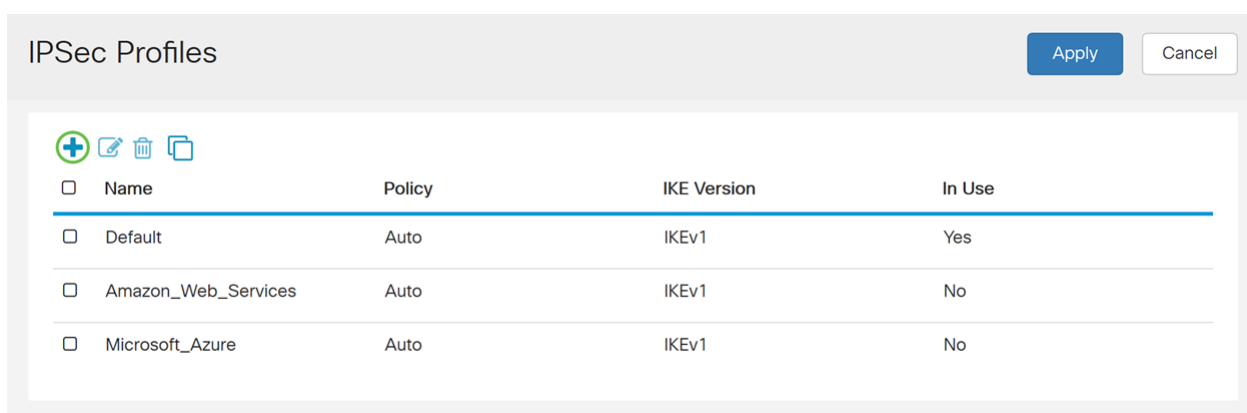 IPSec Profiles
Apply Cancel
Name Policy IKE Version In Use
Default Auto IKEv1 Yes
Amazon_Web_Services Auto IKEv1 No
Microsoft_Azure Auto IKEv1 No